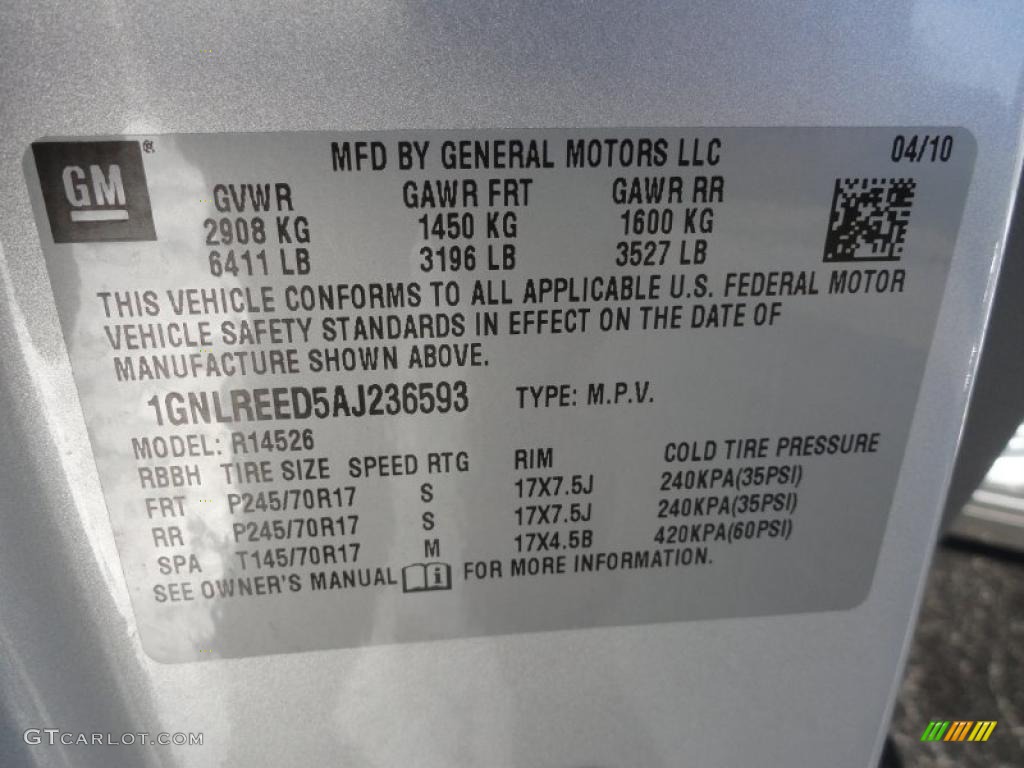 GM ® MFD BY GENERAL MOTORS LLC 04/10
GVWR GAWR FRT GAWR RR
2908 KG 1450 KG 1600 KG
6411 LB 3196 LB 3527 LB
THIS VEHICLE CONFORMS TO ALL APPLICABLE U.S. FEDERAL MOTOR
VEHICLE SAFETY STANDARDS IN EFFECT ON THE DATE OF
MANUFACTURE SHOWN ABOVE.
1GNLREED5AJ236593 TYPE: M.P.V.
MODEL: R14526
RBBH TIRE SIZE SPEED RTG RIM COLD TIRE PRESSURE
FRT P245/70R17 S 17X7.5J 240KPA(35PSI)
RR P245/70R17 S 17X7.5J 240KPA(35PSI)
SPA T145/70R17 M 17X4.5B 420KPA(60PSI)
SEE OWNER'S MANUAL FOR MORE INFORMATION.
GTCARLOT.COM